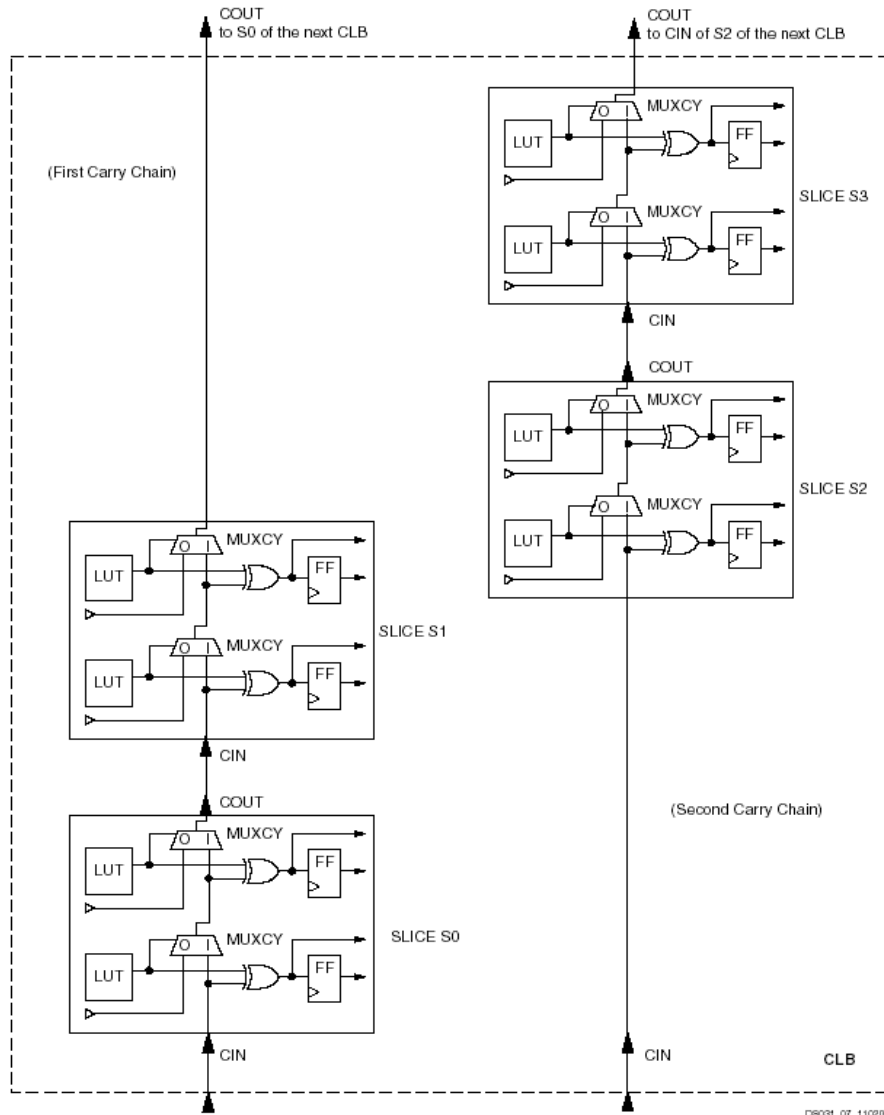 COUT
to S0 of the next CLB
COUT
to CIN of S2 of the next CLB
(First Carry Chain)
O I
MUXCY
LUT
FF
SLICE S3
O I
MUXCY
LUT
FF
CIN
COUT
O I
MUXCY
LUT
FF
SLICE S2
O I
MUXCY
LUT
FF
O I
MUXCY
LUT
FF
SLICE S1
O I
MUXCY
LUT
FF
CIN
COUT
(Second Carry Chain)
O I
MUXCY
LUT
FF
SLICE S0
O I
MUXCY
LUT
FF
CIN
CIN
CLB